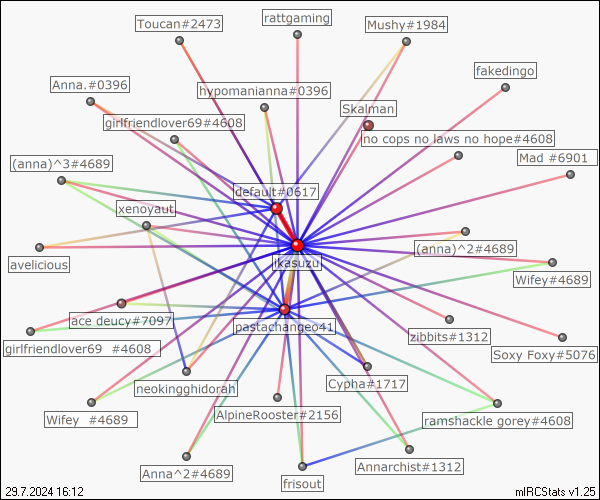 Toucan#2473
rattgaming
Mushy#1984
fakedingo
Anna.#0396
hypomanianna#0396
Skalman
girlfriendlover69#4608
no cops no laws no hope#4608
(anna)^3#4689
Mad #6901
default#0617
xenoyaut
(anna)^2#4689
avelicious
ikasuzu
Wifey#4689
ace deucy#7097
pastachangeo41
zibbits#1312
girlfriendlover69 #4608
Soxy Foxy#5076
neokingghidorah
Cypha#1717
Wifey #4689
AlpineRooster#2156
ramshackle gorey#4608
Anna^2#4689
frisout
Annarchist#1312
29.7.2024 16:12
mIRCStats v1.25